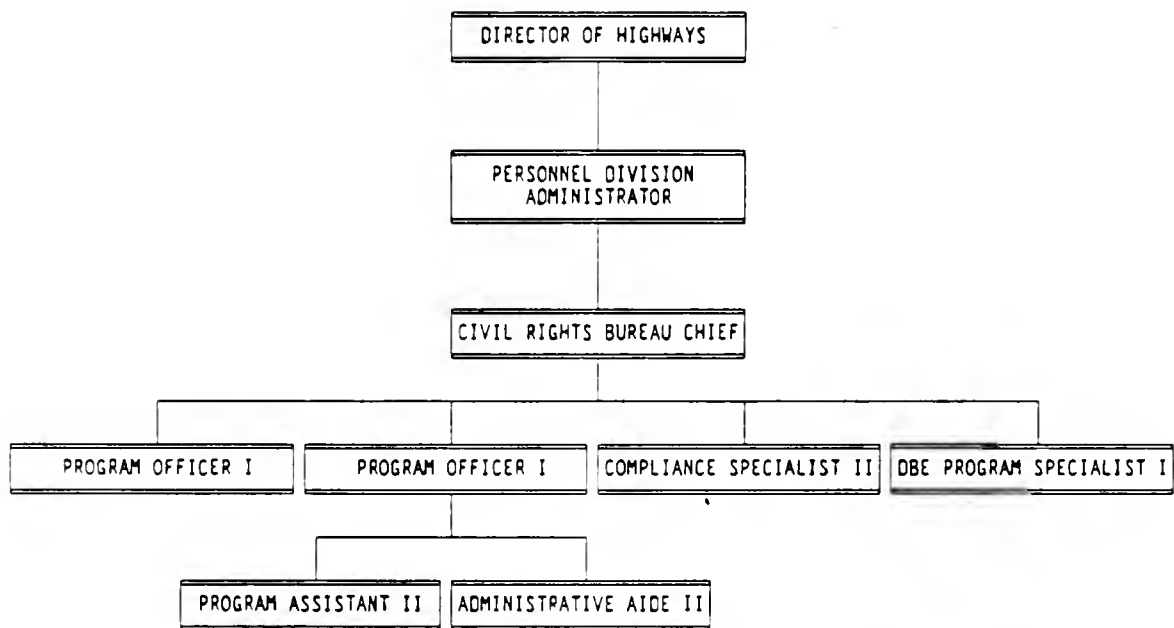 DIRECTOR OF HIGHWAYS
PERSONNEL DIVISION
ADMINISTRATOR
CIVIL RIGHTS BUREAU CHIEF
PROGRAM OFFICER I
PROGRAM OFFICER I
COMPLIANCE SPECIALIST II
DBE PROGRAM SPECIALIST I
PROGRAM ASSISTANT II
ADMINISTRATIVE AIDE II